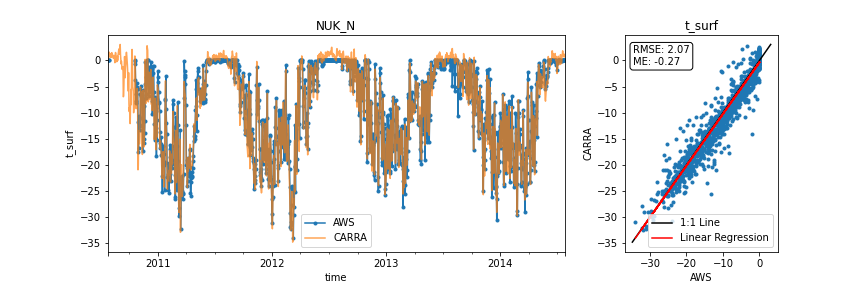 NUK_N
t_surf
0
−5
−10
−15
−20
−25
−30
−35
t_surf
2011
2012
2013
2014
time
AWS
CARRA
t_surf
RMSE: 2.07
ME: -0.27
0
−5
−10
−15
−20
−25
−30
−35
CARRA
1:1 Line
Linear Regression
−30
−20
−10
0
AWS